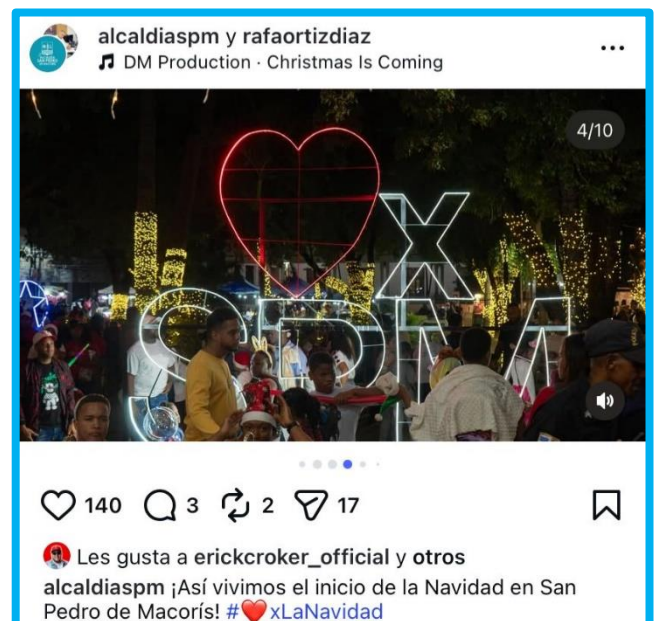 alcaldiaspm y rafaortizdiaz
DM Production · Christmas Is Coming
4/10
X
SPM
140 3 2 17
Les gusta a erickcroker_official y otros
alcaldiaspm ¡Así vivimos el inicio de la Navidad en San
Pedro de Macorís! #❤️xLaNavidad